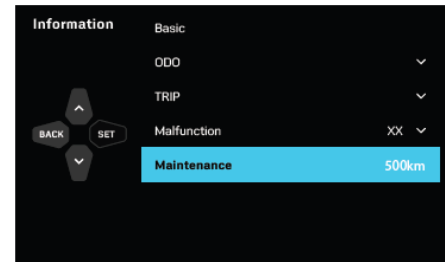 Information
Basic
ODO
TRIP
BACK SET
Malfunction XX
Maintenance 500km